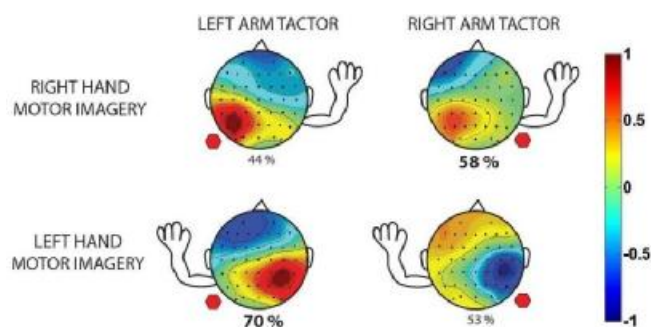 LEFT ARM TACTOR RIGHT ARM TACTOR
RIGHT HAND
MOTOR IMAGERY
44 %
58 %
LEFT HAND
MOTOR IMAGERY
70 %
53 %
1
0.5
0
-0.5
-1